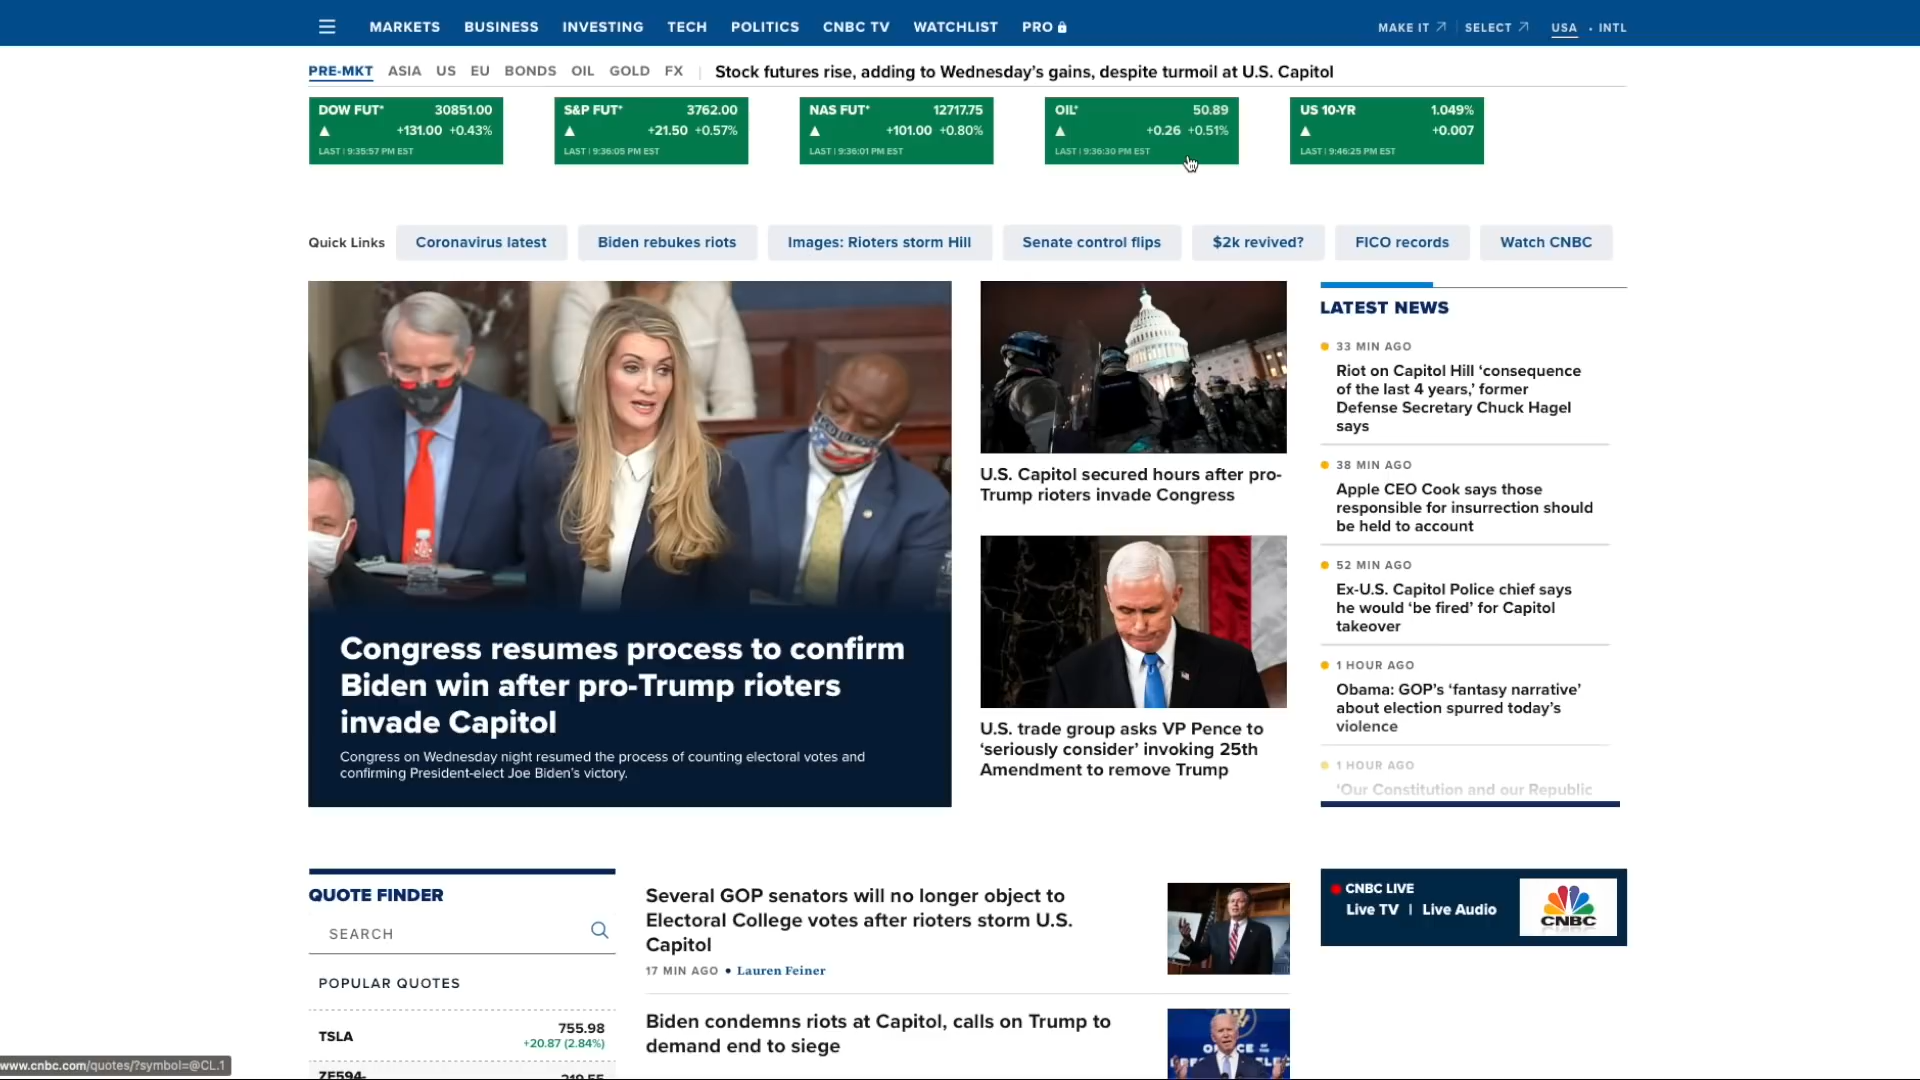 MARKETS BUSINESS INVESTING TECH POLITICS CNBC TV WATCHLIST PRO MAKE IT SELECT USA • INTL
PRE-MKT ASIA US EU BONDS OIL GOLD FX | Stock futures rise, adding to Wednesday's gains, despite turmoil at U.S. Capitol
DOW FUT* 30851.00
+131.00 +0.43%
LAST | 9:35:57 PM EST
S&P FUT* 3762.00
+21.50 +0.57%
LAST | 9:36:05 PM EST
NAS FUT* 12717.75
+101.00 +0.80%
LAST | 9:36:01 PM EST
OIL* 50.89
+0.26 +0.51%
LAST | 9:36:30 PM EST
US 10-YR 1.049%
+0.007
LAST | 9:46:25 PM EST
Quick Links Coronavirus latest Biden rebukes riots Images: Rioters storm Hill Senate control flips $2k revived? FICO records Watch CNBC
Congress resumes process to confirm
Biden win after pro-Trump rioters
invade Capitol
Congress on Wednesday night resumed the process of counting electoral votes and
confirming President-elect Joe Biden's victory.
U.S. Capitol secured hours after pro-
Trump rioters invade Congress
U.S. trade group asks VP Pence to
‘seriously consider’ invoking 25th
Amendment to remove Trump
LATEST NEWS
33 MIN AGO
Riot on Capitol Hill ‘consequence
of the last 4 years,’ former
Defense Secretary Chuck Hagel
says
38 MIN AGO
Apple CEO Cook says those
responsible for insurrection should
be held to account
52 MIN AGO
Ex-U.S. Capitol Police chief says
he would ‘be fired’ for Capitol
takeover
1 HOUR AGO
Obama: GOP's ‘fantasy narrative’
about election spurred today's
violence
1 HOUR AGO
‘Our Constitution and our Republic
QUOTE FINDER
SEARCH
POPULAR QUOTES
TSLA 755.98
+20.87 (2.84%)
Several GOP senators will no longer object to
Electoral College votes after rioters storm U.S.
Capitol
17 MIN AGO • Lauren Feiner
Biden condemns riots at Capitol, calls on Trump to
demand end to siege
CNBC LIVE
Live TV | Live Audio
CNBC
www.cnbc.com/quotes/?symbol=@CL.1